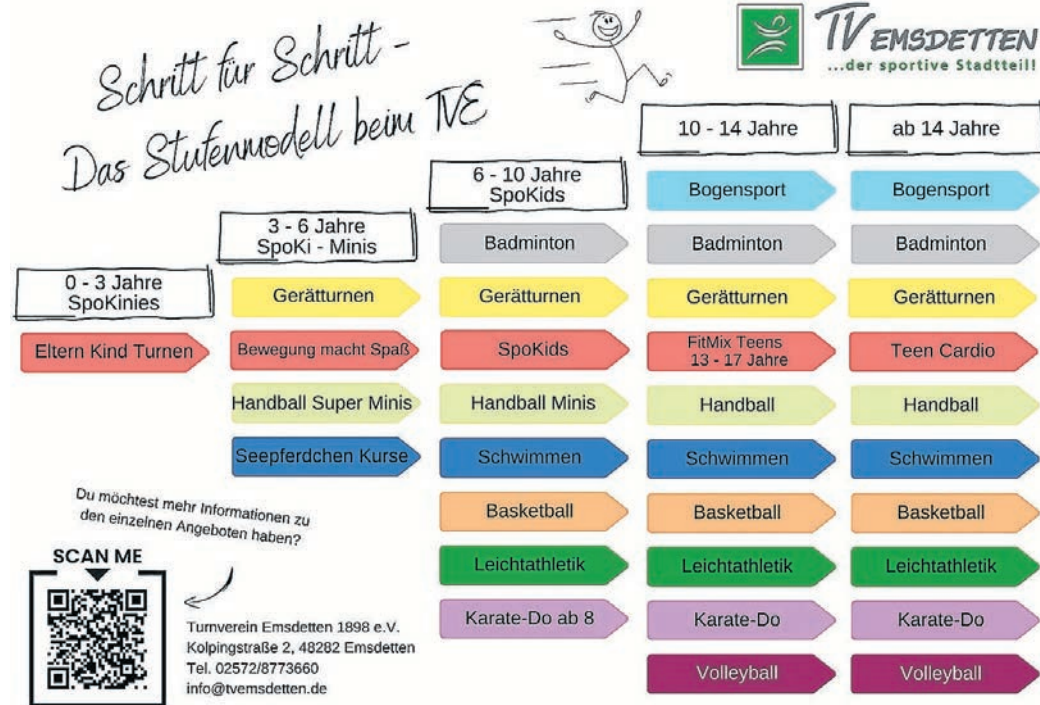 Schritt für Schritt -
Das Stufenmodell beim TVE
TV EMSDETTEN
...der sportive Stadtteil!
0 - 3 Jahre
SpoKinies
Eltern Kind Turnen
3 - 6 Jahre
SpoKi - Minis
Gerätturnen
Bewegung macht Spaß
Handball Super Minis
Seepferdchen Kurse
6 - 10 Jahre
SpoKids
Badminton
Gerätturnen
SpoKids
Handball Minis
Schwimmen
Basketball
Leichtathletik
Karate-Do ab 8
10 - 14 Jahre
Bogensport
Badminton
Gerätturnen
FitMix Teens
13 - 17 Jahre
Handball
Schwimmen
Basketball
Leichtathletik
Karate-Do
Volleyball
ab 14 Jahre
Bogensport
Badminton
Gerätturnen
Teen Cardio
Handball
Schwimmen
Basketball
Leichtathletik
Karate-Do
Volleyball
Du möchtest mehr Informationen zu
den einzelnen Angeboten haben?
SCAN ME
Turnverein Emsdetten 1898 e.V.
Kolpingstraße 2, 48282 Emsdetten
Tel. 02572/8773660
info@tvemsdetten.de